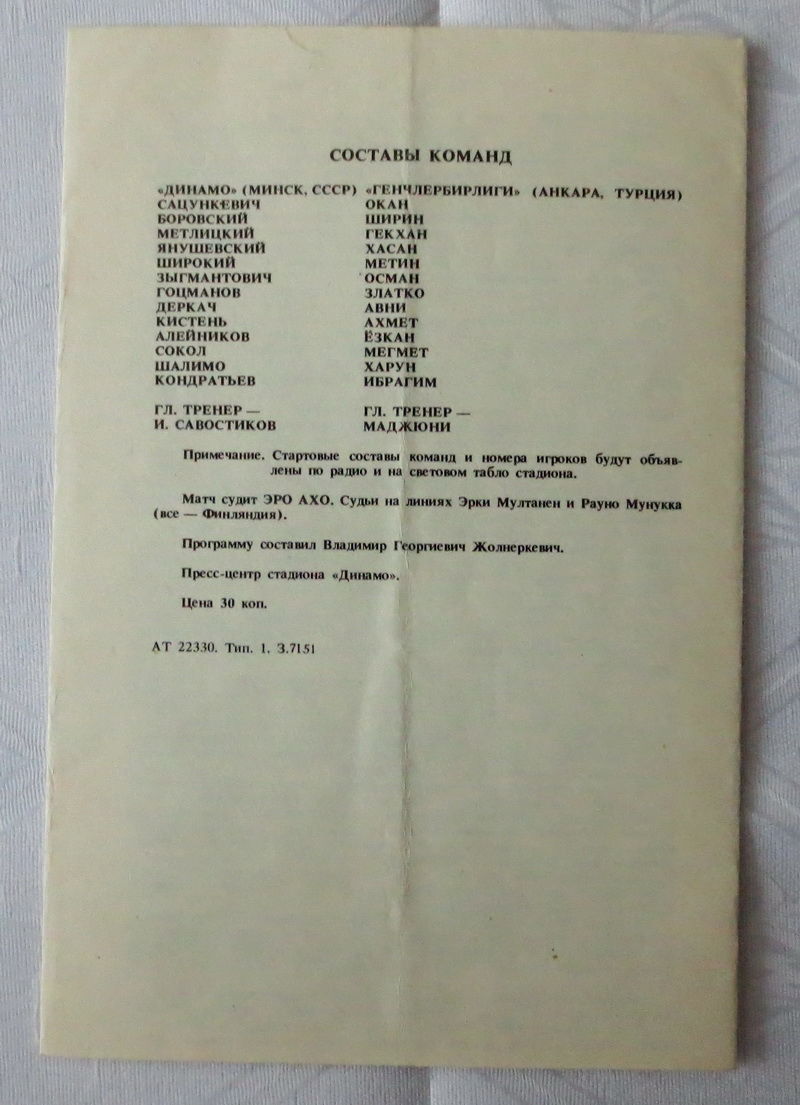 СОСТАВЫ КОМАНД
«ДИНАМО» (МИНСК, СССР) «ГЕНЧЛЕРБИРЛИГИ» (АНКАРА, ТУРЦИЯ)
САЦУНКЕВИЧ ОКАН
БОРОВСКИЙ ШИРИН
МЕТЛИЦКИЙ ГЕКХАН
ЯНУШЕВСКИЙ ХАСАН
ШИРОКИЙ МЕТИН
ЗЫГМАНТОВИЧ ОСМАН
ГОЦМАНОВ ЗЛАТКО
ДЕРКАЧ АВНИ
КИСТЕНЬ АХМЕТ
АЛЕЙНИКОВ ЁЗКАН
СОКОЛ МЕГМЕТ
ШАЛИМО ХАРУН
КОНДРАТЬЕВ ИБРАГИМ
ГЛ. ТРЕНЕР — ГЛ. ТРЕНЕР —
И. САВОСТИКОВ МАДЖЮНИ
Примечание. Стартовые составы команд и номера игроков будут объяв-
лены по радио и на световом табло стадиона.
Матч судит ЭРО АХО. Судьи на линиях Эрки Мултанен и Рауно Мунукка
(все — Финляндия).
Программу составил Владимир Георгиевич Жолнеркевич.
Пресс-центр стадиона «Динамо».
Цена 30 коп.
АТ 22330. Тип. 1. З.7151